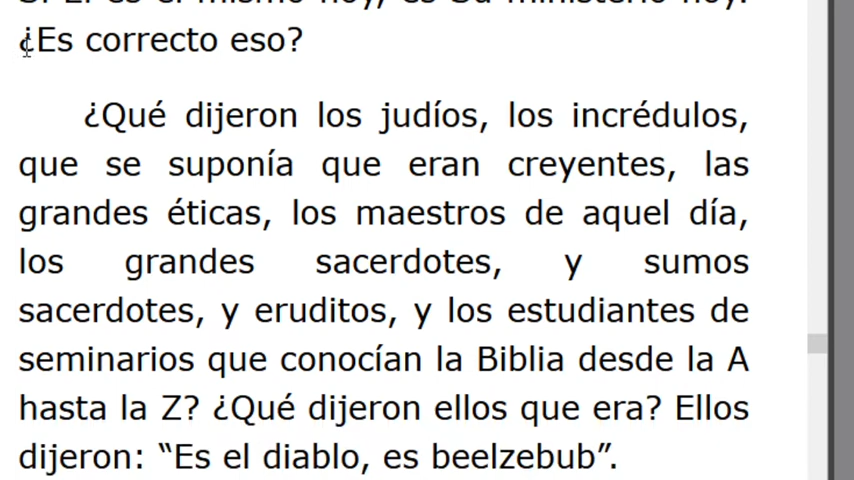 ¿Es correcto eso?
¿Qué dijeron los judíos, los incrédulos,
que se suponía que eran creyentes, las
grandes éticas, los maestros de aquel día,
los grandes sacerdotes, y sumos
sacerdotes, y eruditos, y los estudiantes de
seminarios que conocían la Biblia desde la A
hasta la Z? ¿Qué dijeron ellos que era? Ellos
dijeron: “Es el diablo, es beelzebub”.